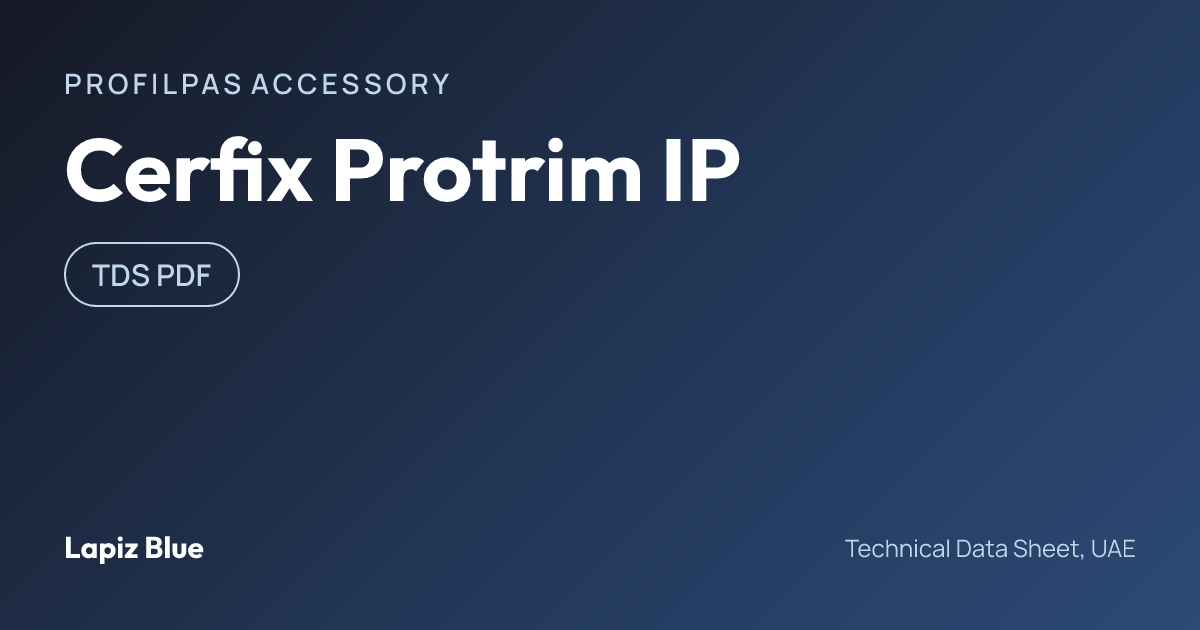 PROFILPAS ACCESSORY
Cerfix Protrim IP
TDS PDF
Lapiz Blue
Technical Data Sheet, UAE